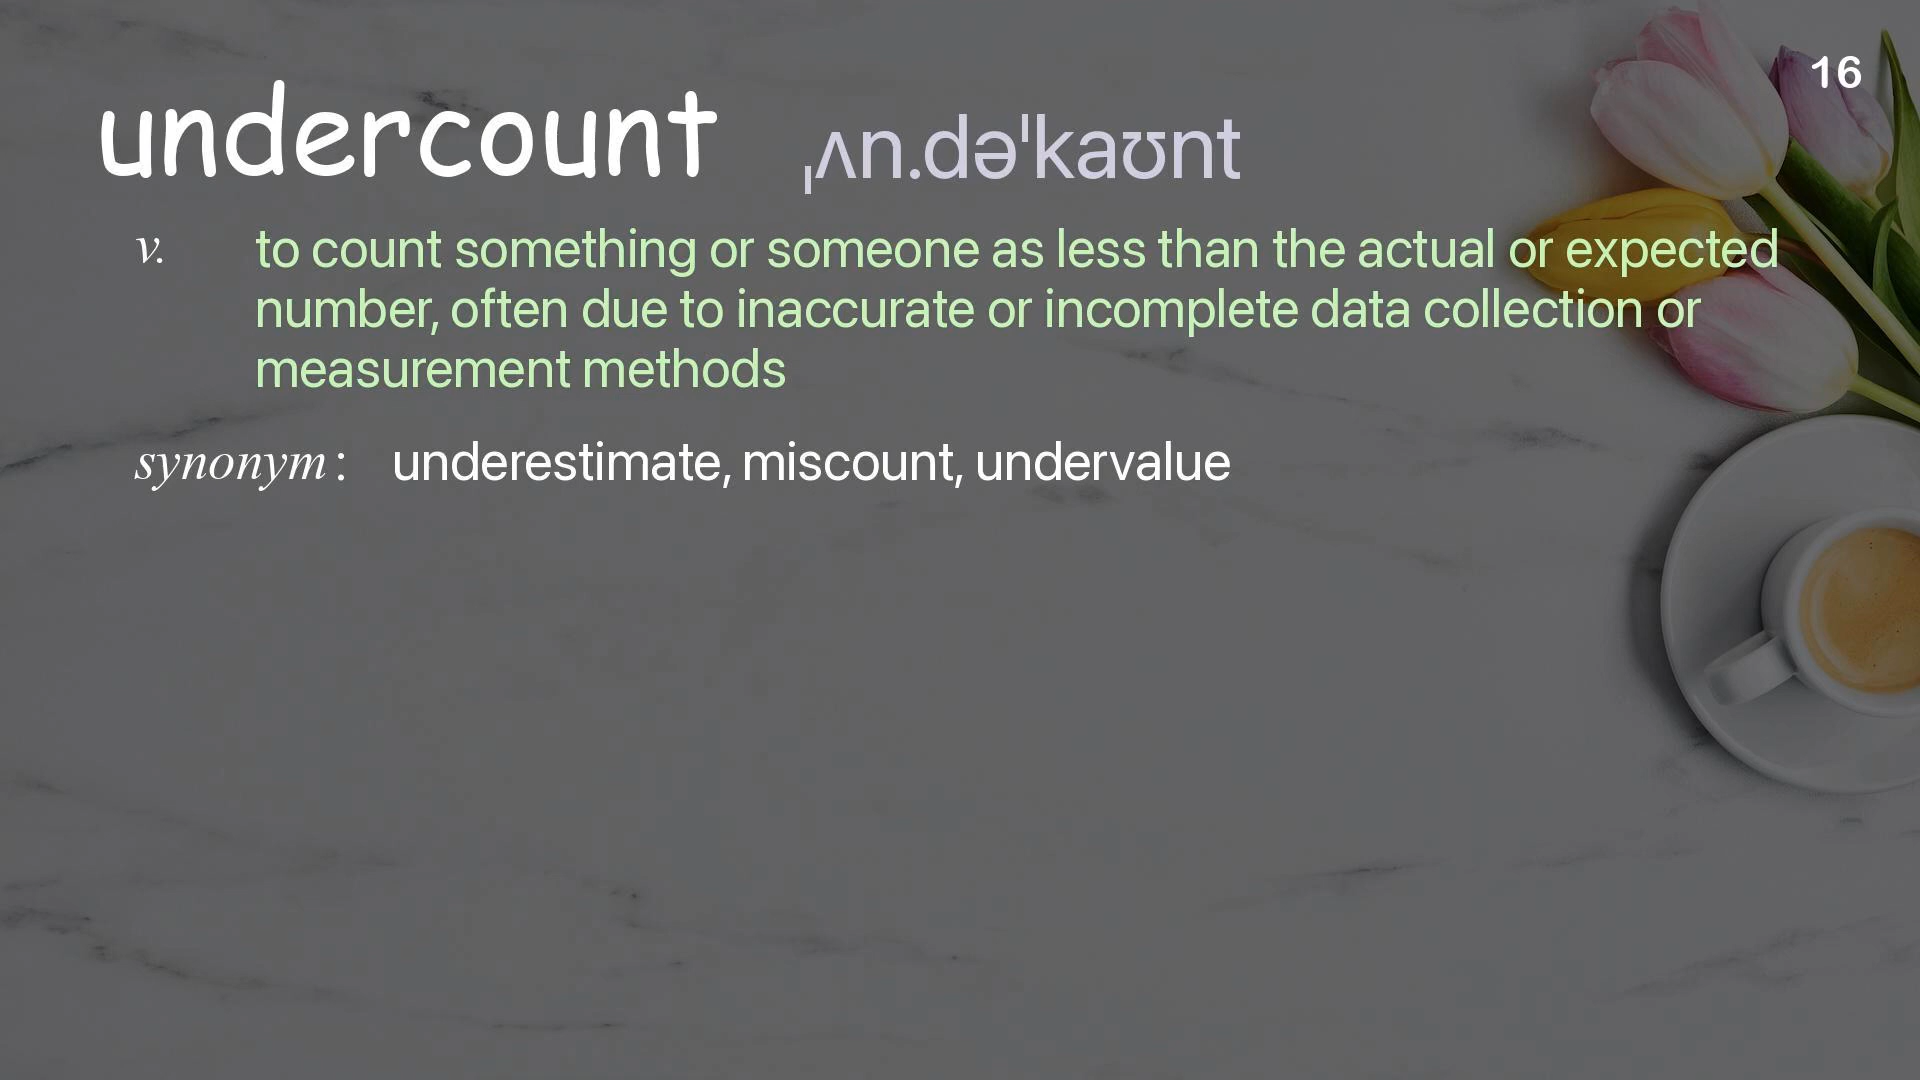 16
undercount ˌʌn.dəˈkaʊnt
v. to count something or someone as less than the actual or expected
number, often due to inaccurate or incomplete data collection or
measurement methods
synonym : underestimate, miscount, undervalue